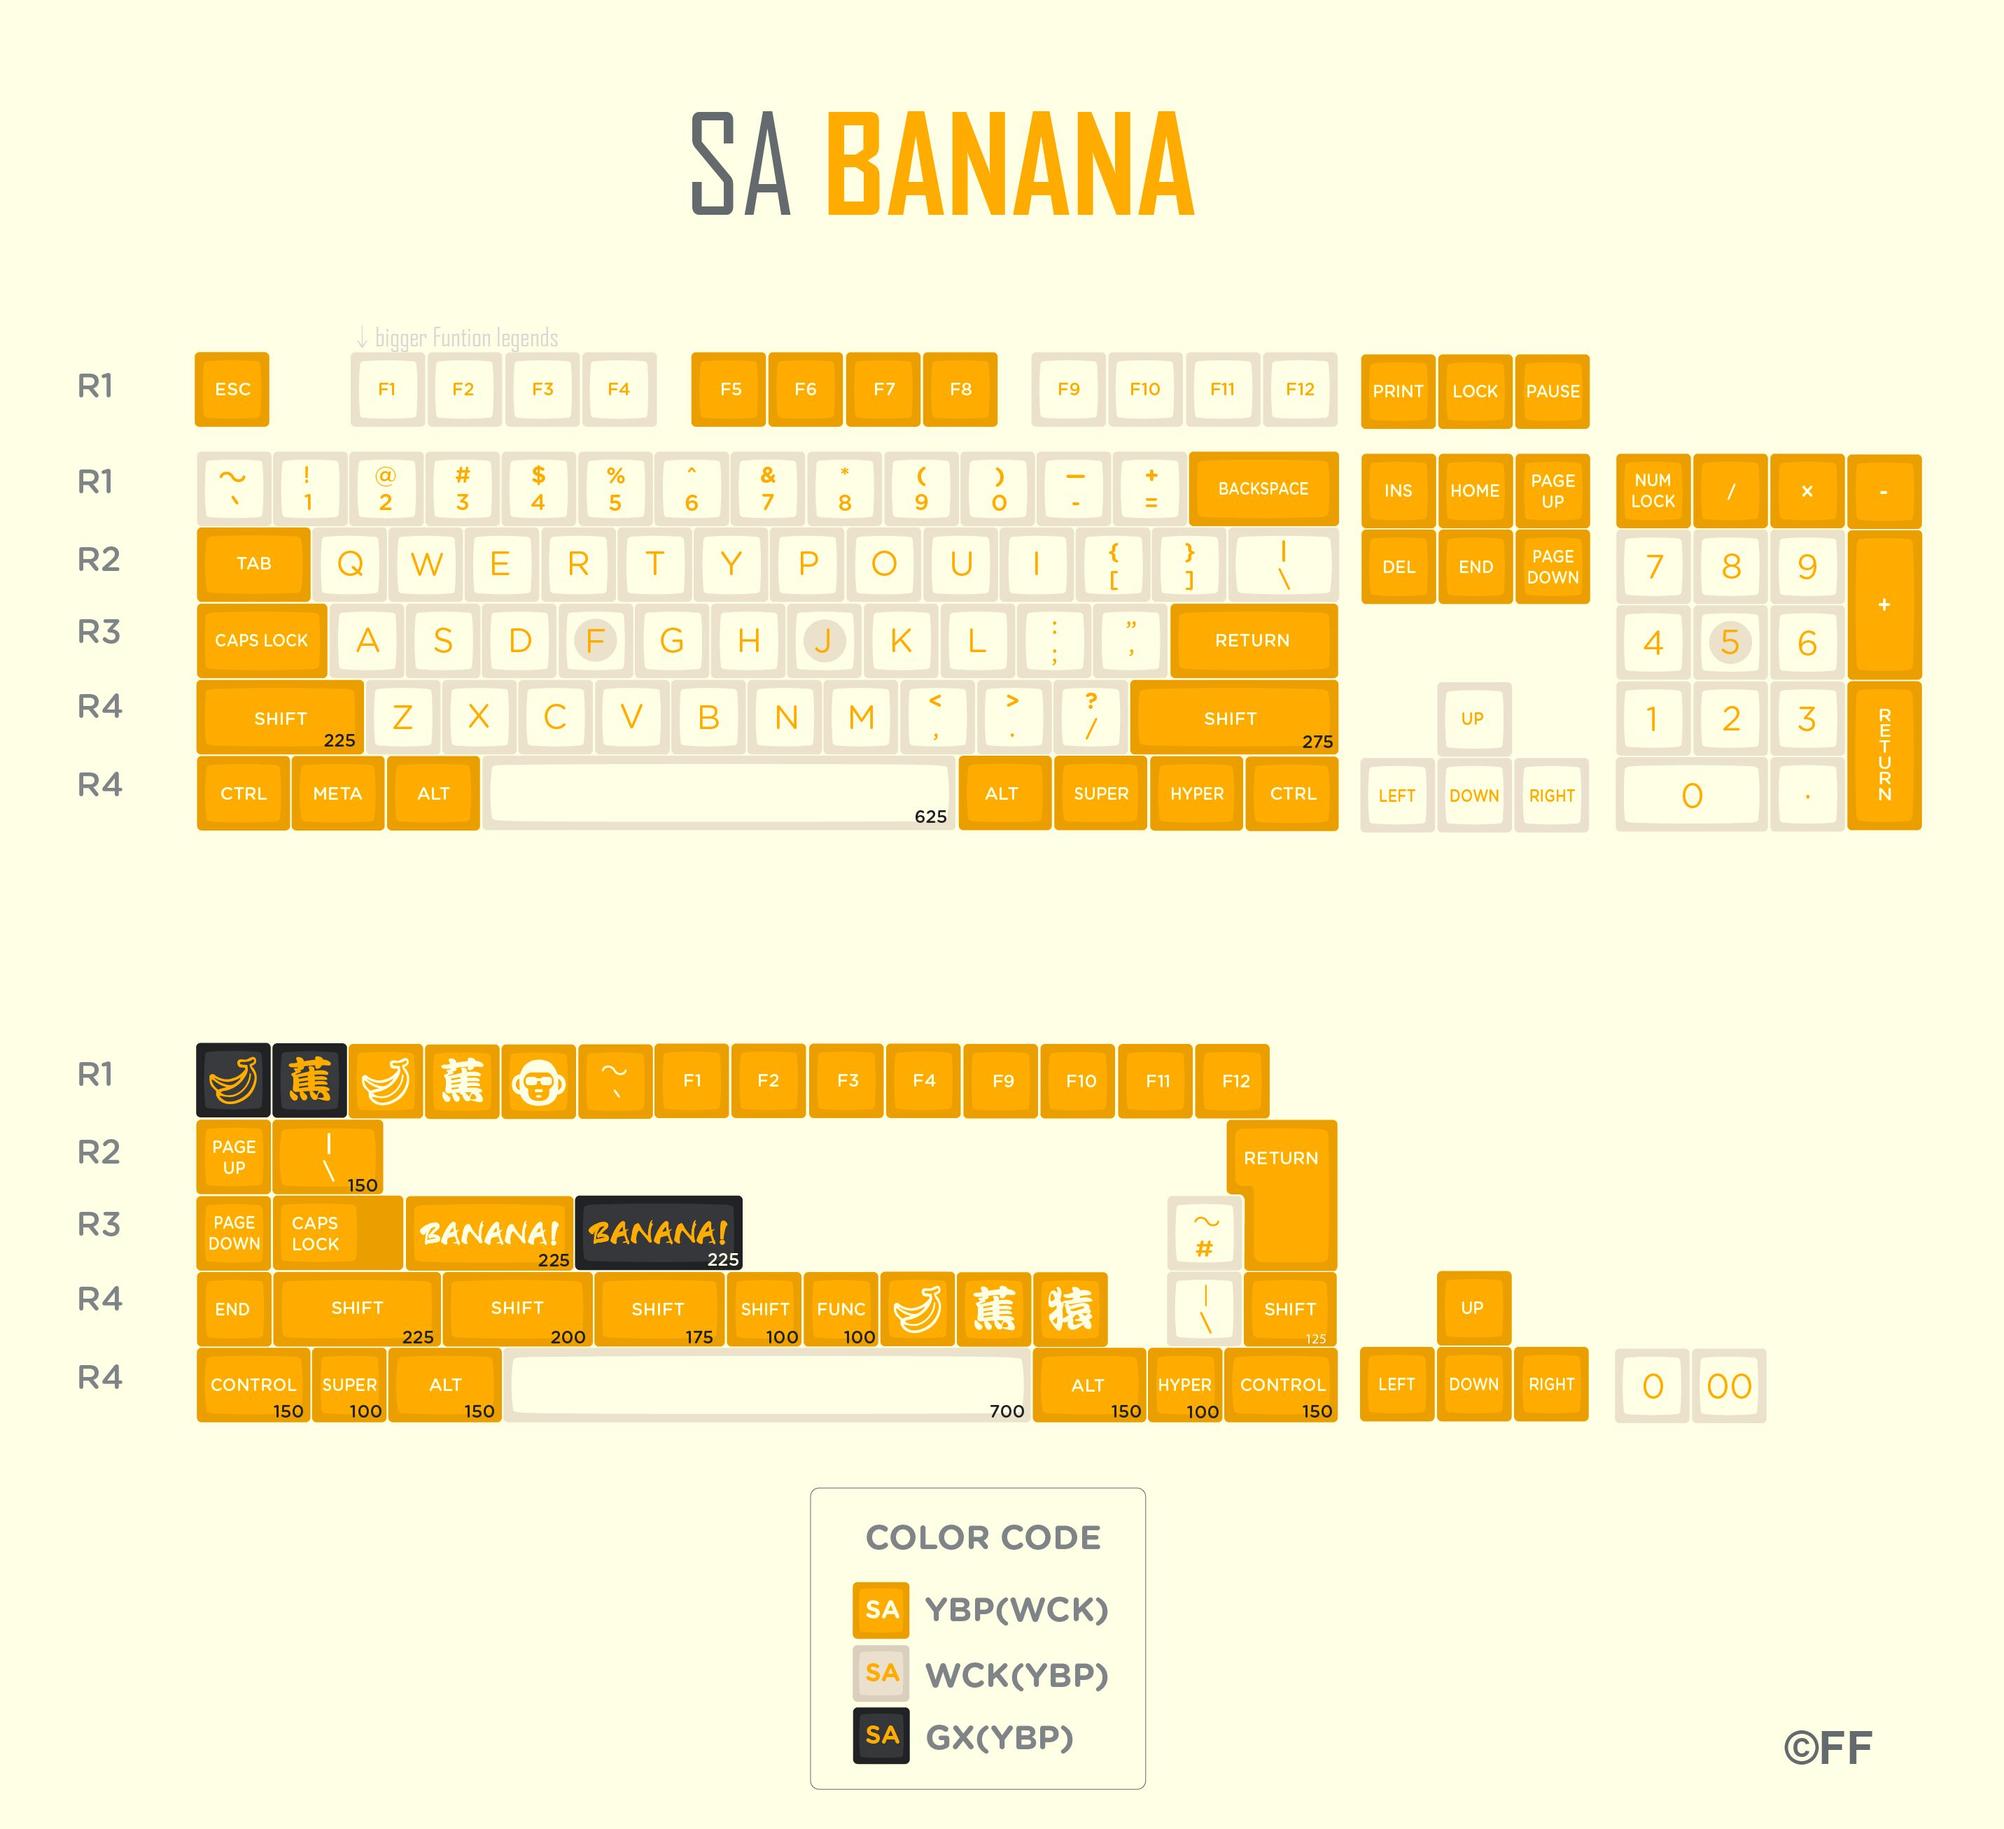 SA BANANA
↓ bigger Funtion legends
R1 ESC F1 F2 F3 F4 F5 F6 F7 F8 F9 F10 F11 F12 PRINT LOCK PAUSE
~ ! @ # $ % ^ & * ( ) — +
R1 ` 1 2 3 4 5 6 7 8 9 0 - = BACKSPACE INS HOME PAGE UP NUM LOCK / × -
R2 TAB Q W E R T Y P O U I { [ } ] | \ DEL END PAGE DOWN 7 8 9 +
R3 CAPS LOCK A S D F G H J K L : ; ” , RETURN 4 5 6
R4 SHIFT 225 Z X C V B N M < , > . ? / SHIFT 275 UP 1 2 3 RETURN
R4 CTRL META ALT 625 ALT SUPER HYPER CTRL LEFT DOWN RIGHT 0 .
R1 蕉 蕉 ~ ` F1 F2 F3 F4 F9 F10 F11 F12
R2 PAGE UP | \ 150 RETURN
R3 PAGE DOWN CAPS LOCK BANANA! 225 BANANA! 225 ~ #
R4 END SHIFT 225 SHIFT 200 SHIFT 175 SHIFT 100 FUNC 100 蕉 猿 | \ SHIFT 125 UP
R4 CONTROL 150 SUPER 100 ALT 150 700 ALT 150 HYPER 100 CONTROL 150 LEFT DOWN RIGHT 0 00
COLOR CODE
SA YBP(WCK)
SA WCK(YBP)
SA GX(YBP)
©FF